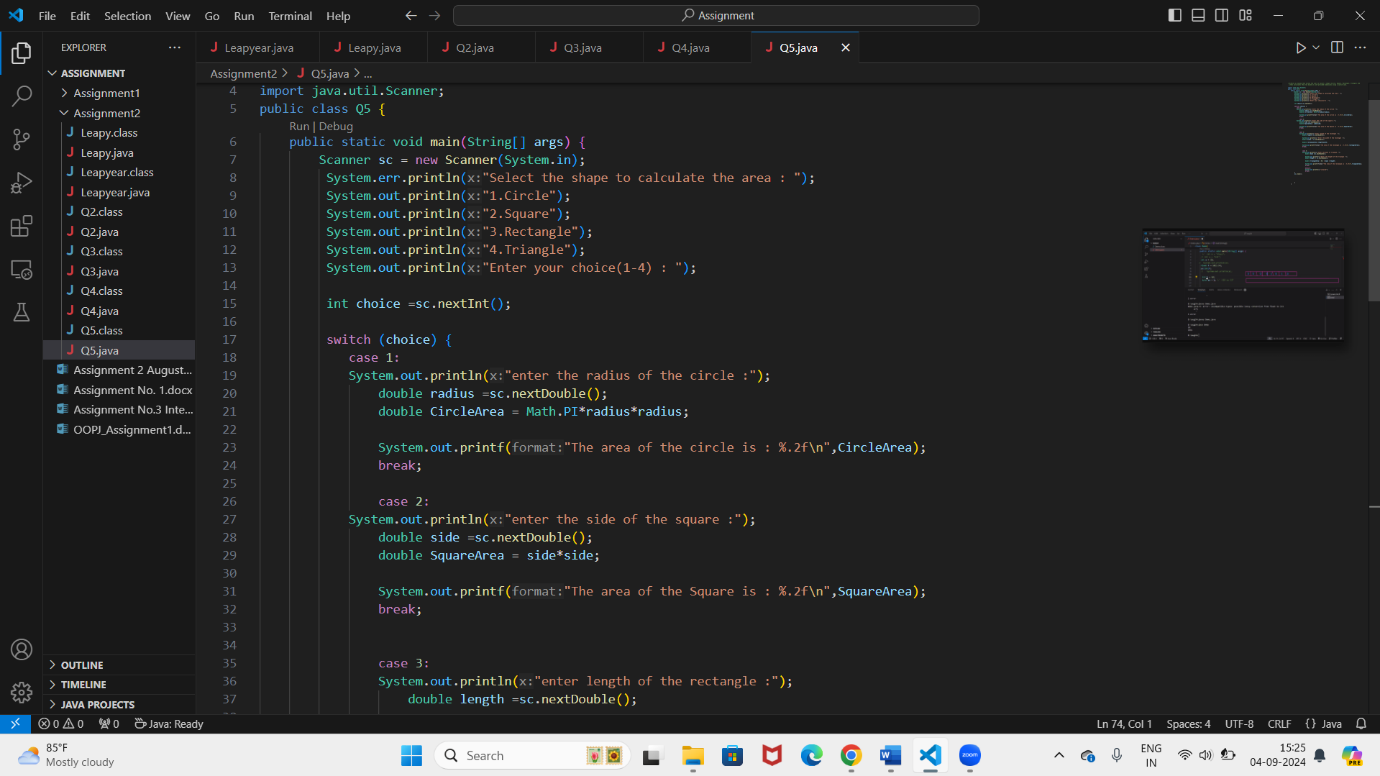 File Edit Selection View Go Run Terminal Help
Assignment
EXPLORER
Leapyear.java
Leapy.java
Q2.java
Q3.java
Q4.java
Q5.java
ASSIGNMENT
Assignment1
Assignment2
Leapy.class
Leapy.java
Leapyear.class
Leapyear.java
Q2.class
Q2.java
Q3.class
Q3.java
Q4.class
Q4.java
Q5.class
Q5.java
Assignment 2 August...
Assignment No. 1.docx
Assignment No.3 Inte...
OOPJ_Assignment1.d...
OUTLINE
TIMELINE
JAVA PROJECTS
Assignment2 > J Q5.java > ...
4 import java.util.Scanner;
5 public class Q5 {
Run | Debug
6 public static void main(String[] args) {
7 Scanner sc = new Scanner(System.in);
8 System.err.println(x:"Select the shape to calculate the area : ");
9 System.out.println(x:"1.Circle");
10 System.out.println(x:"2.Square");
11 System.out.println(x:"3.Rectangle");
12 System.out.println(x:"4.Triangle");
13 System.out.println(x:"Enter your choice(1-4) : ");
14
15 int choice =sc.nextInt();
16
17 switch (choice) {
18 case 1:
19 System.out.println(x:"enter the radius of the circle :");
20 double radius =sc.nextDouble();
21 double CircleArea = Math.PI*radius*radius;
22
23 System.out.printf(format:"The area of the circle is : %.2f\n",CircleArea);
24 break;
25
26 case 2:
27 System.out.println(x:"enter the side of the square :");
28 double side =sc.nextDouble();
29 double SquareArea = side*side;
30
31 System.out.printf(format:"The area of the Square is : %.2f\n",SquareArea);
32 break;
33
34
35 case 3:
36 System.out.println(x:"enter length of the rectangle :");
37 double length =sc.nextDouble();
0 0 0 Java: Ready
Ln 74, Col 1 Spaces: 4 UTF-8 CRLF {} Java
85°F
Mostly cloudy
Search
zoom
PRE
ENG
IN
15:25
04-09-2024